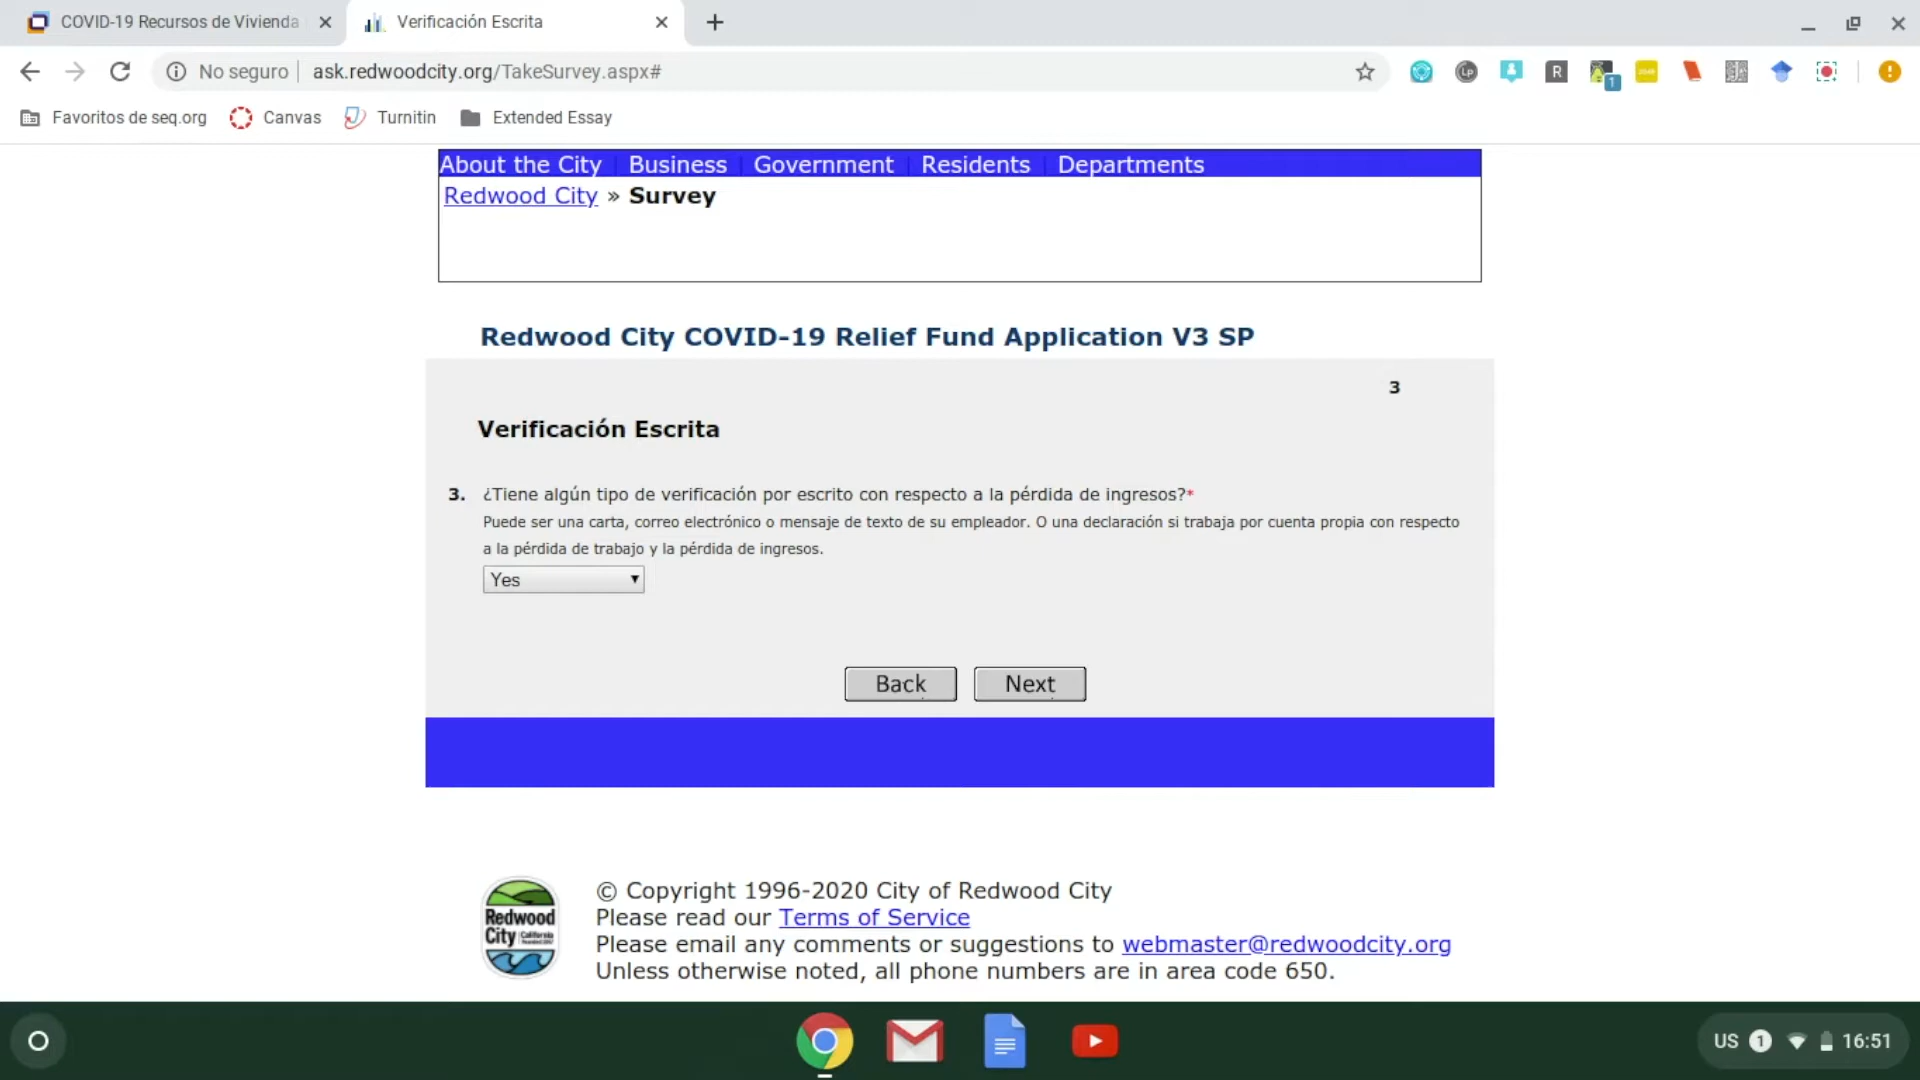 COVID-19 Recursos de Vivienda
Verificación Escrita
No seguro
ask.redwoodcity.org/TakeSurvey.aspx#
Favoritos de seq.org
Canvas
Turnitin
Extended Essay
About the City Business Government Residents Departments
Redwood City » Survey
Redwood City COVID-19 Relief Fund Application V3 SP
3
Verificación Escrita
3. ¿Tiene algún tipo de verificación por escrito con respecto a la pérdida de ingresos?*
Puede ser una carta, correo electrónico o mensaje de texto de su empleador. O una declaración si trabaja por cuenta propia con respecto
a la pérdida de trabajo y la pérdida de ingresos.
Yes
Back Next
Redwood
City California
© Copyright 1996-2020 City of Redwood City
Please read our Terms of Service
Please email any comments or suggestions to webmaster@redwoodcity.org
Unless otherwise noted, all phone numbers are in area code 650.
US 1 16:51